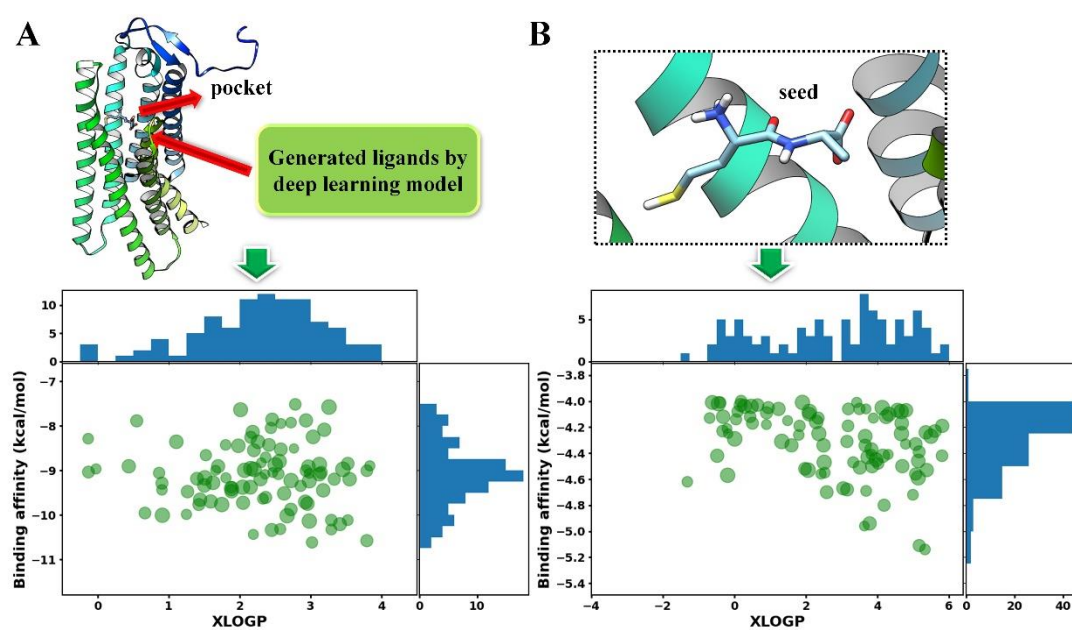 A
pocket
Generated ligands by
deep learning model
10
5
0
Binding affinity (kcal/mol)
−7
−8
−9
−10
−11
0 1 2 3 4
XLOGP
0 10
B
seed
5
0
Binding affinity (kcal/mol)
−3.8
−4.0
−4.2
−4.4
−4.6
−4.8
−5.0
−5.2
−5.4
−4 −2 0 2 4 6
XLOGP
0 20 40